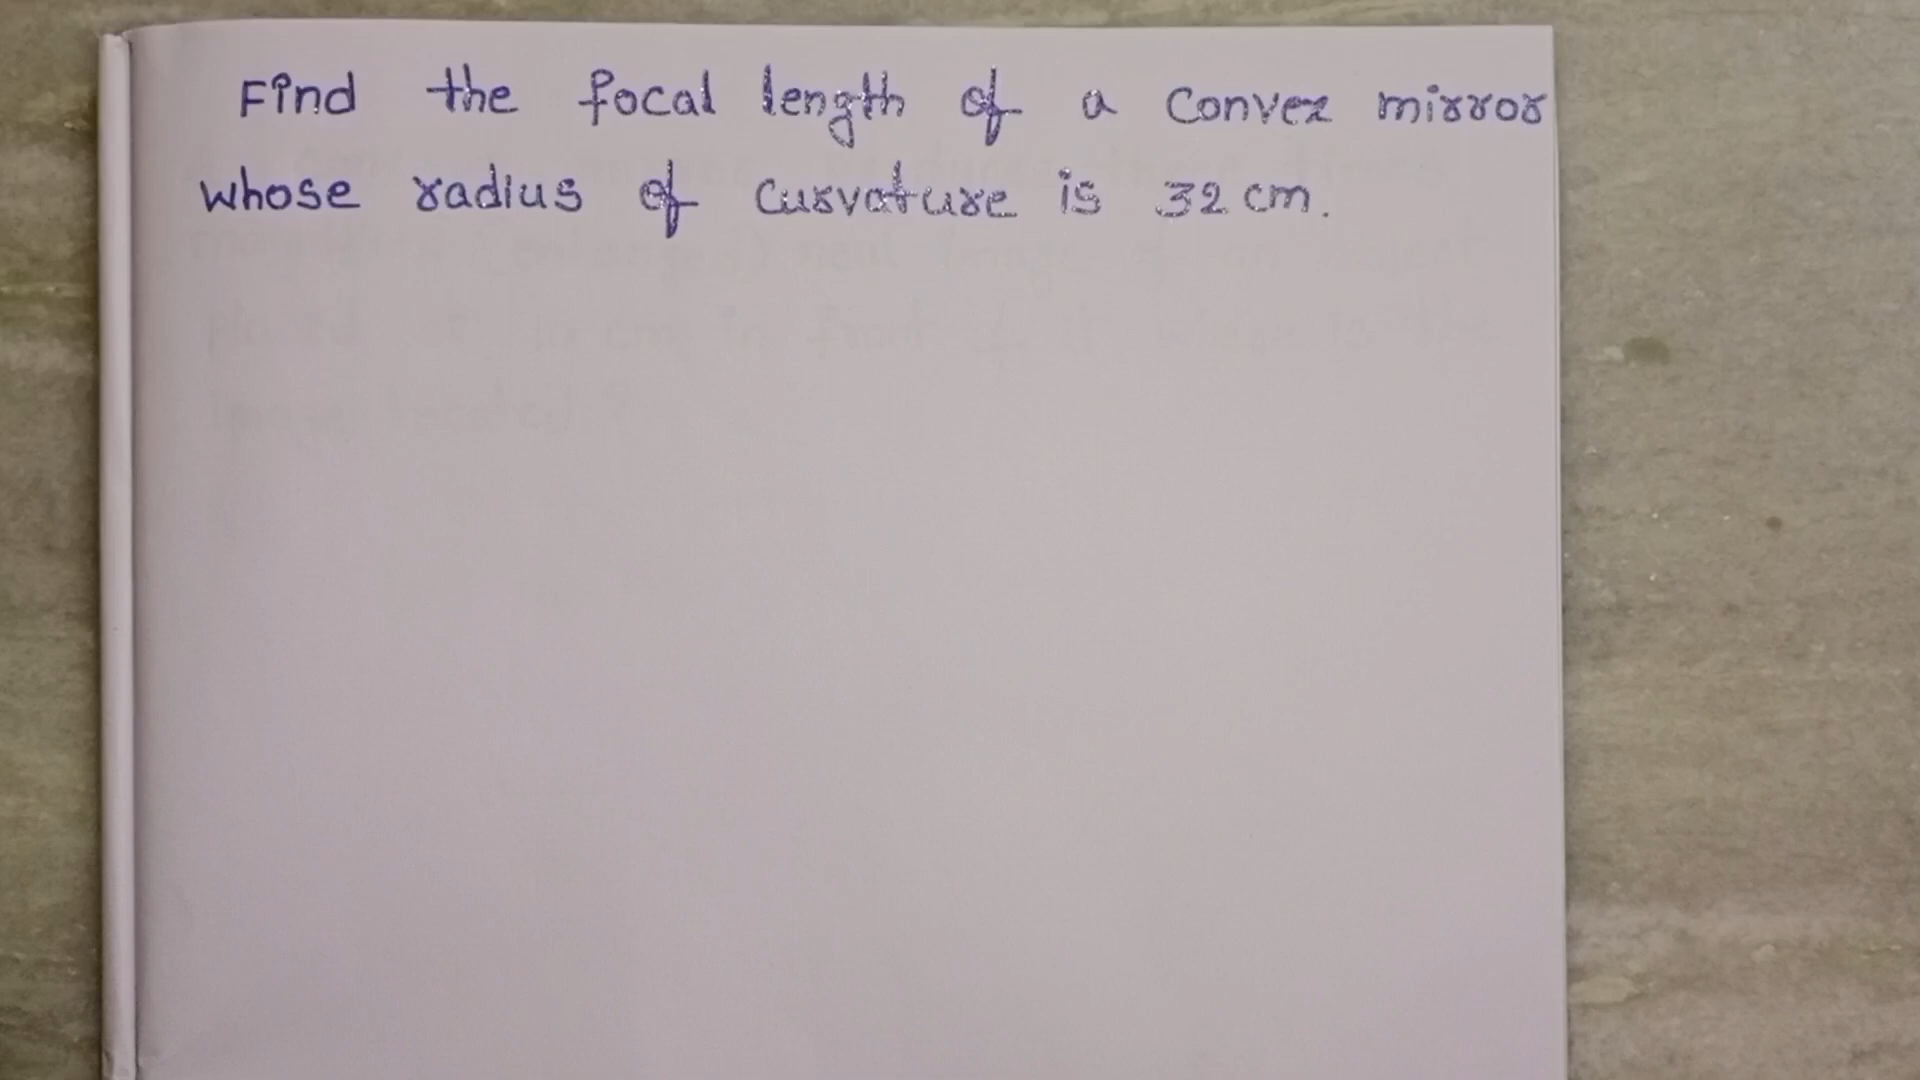 Find the focal length of a convex mirror
whose radius of curvature is 32 cm.